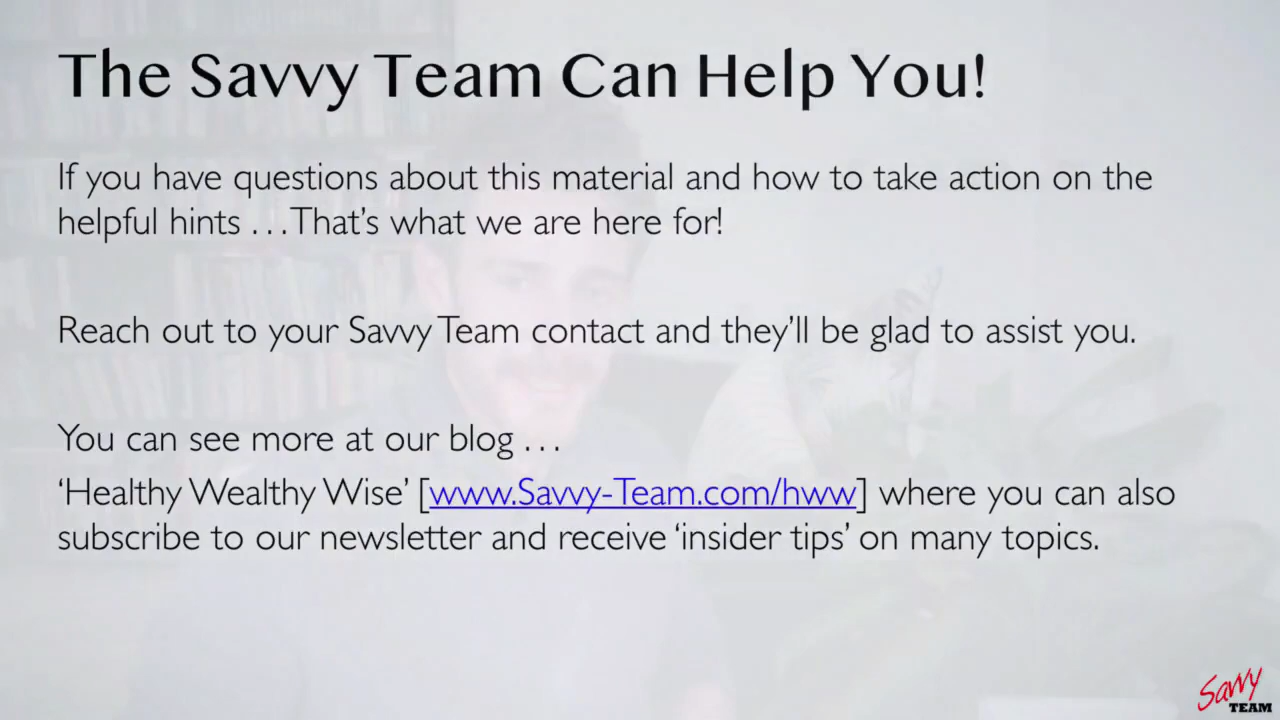 The Savvy Team Can Help You!
If you have questions about this material and how to take action on the
helpful hints . . .That’s what we are here for!
Reach out to your Savvy Team contact and they’ll be glad to assist you.
You can see more at our blog . . .
‘Healthy Wealthy Wise’ [www.Savvy-Team.com/hww] where you can also
subscribe to our newsletter and receive ‘insider tips’ on many topics.
Savvy
TEAM